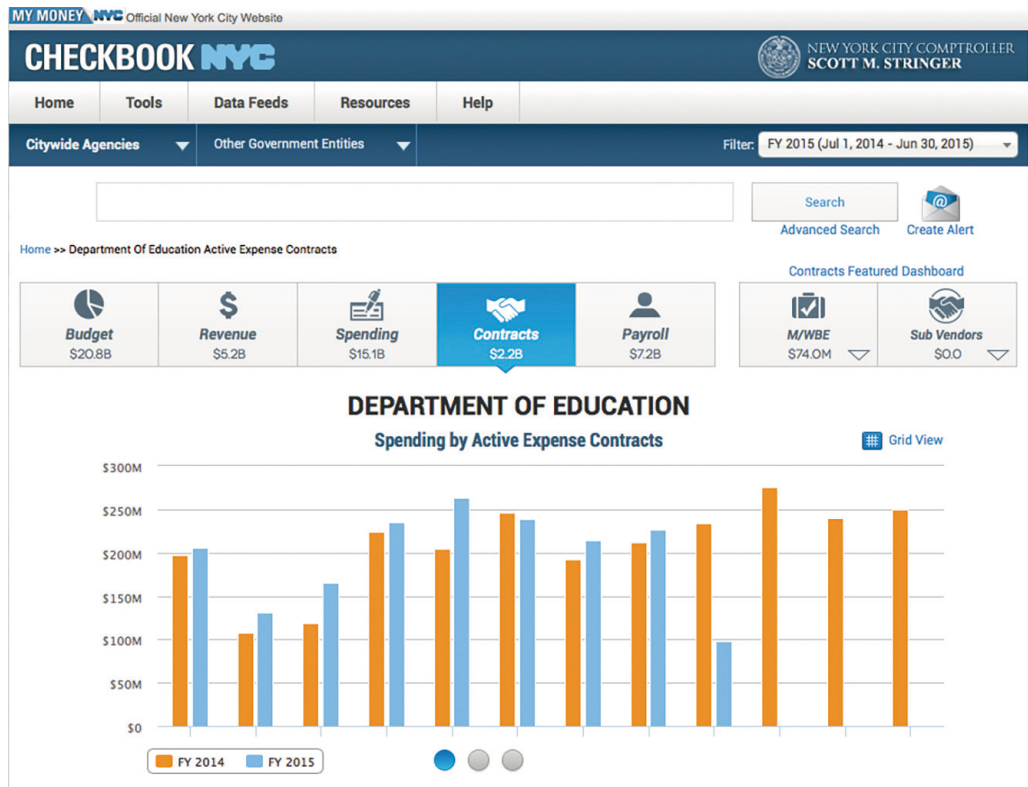 MY MONEY NYC Official New York City Website
CHECKBOOK NYC
NEW YORK CITY COMPTROLLER
SCOTT M. STRINGER
Home Tools Data Feeds Resources Help
Citywide Agencies Other Government Entities Filter: FY 2015 (Jul 1, 2014 - Jun 30, 2015)
Search
Advanced Search Create Alert
Home >> Department Of Education Active Expense Contracts
Contracts Featured Dashboard
Budget Revenue Spending Contracts Payroll M/WBE Sub Vendors
$20.8B $5.2B $15.1B $2.2B $7.2B $74.0M $0.0
DEPARTMENT OF EDUCATION
Spending by Active Expense Contracts
Grid View
$300M
$250M
$200M
$150M
$100M
$50M
$0
FY 2014 FY 2015